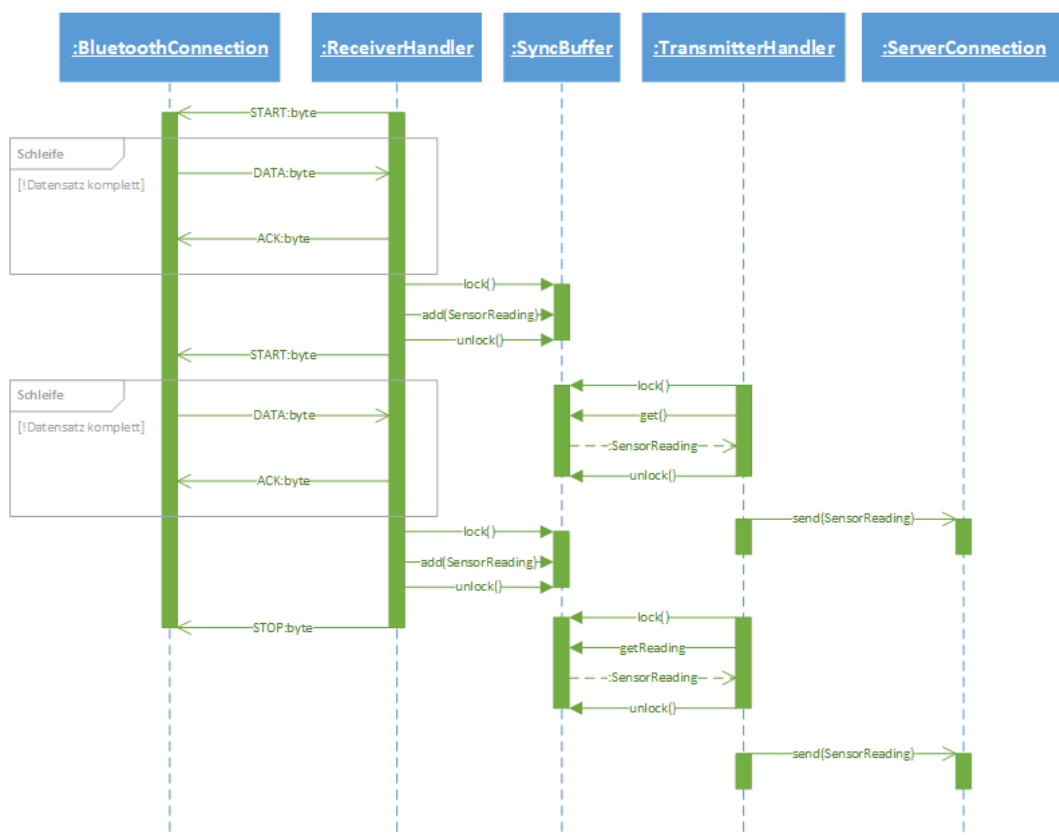 :BluetoothConnection
:ReceiverHandler
:SyncBuffer
:TransmitterHandler
:ServerConnection
START:byte
Schleife
[!Datensatz komplett]
DATA:byte
ACK:byte
lock()
add(SensorReading)
unlock()
START:byte
Schleife
[!Datensatz komplett]
lock()
DATA:byte
get()
:SensorReading
ACK:byte
unlock()
send(SensorReading)
lock()
add(SensorReading)
unlock()
STOP:byte
lock()
getReading
:SensorReading
unlock()
send(SensorReading)